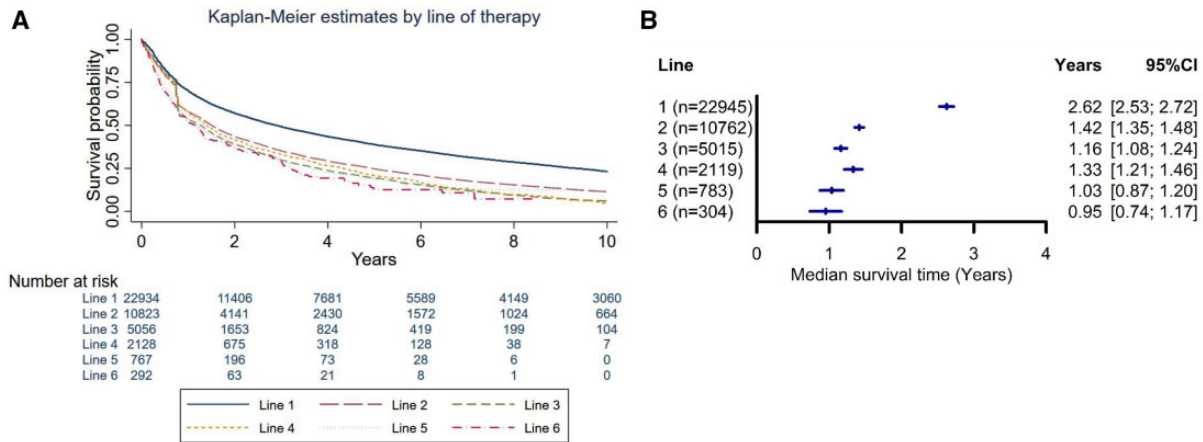 A
Kaplan-Meier estimates by line of therapy
Survival probability
1.00
0.75
0.50
0.25
0.00
0 2 4 6 8 10
Years
Number at risk
Line 1 22934 11406 7681 5589 4149 3060
Line 2 10823 4141 2430 1572 1024 664
Line 3 5056 1653 824 419 199 104
Line 4 2128 675 318 128 38 7
Line 5 767 196 73 28 6 0
Line 6 292 63 21 8 1 0
Line 1 Line 2 Line 3
Line 4 Line 5 Line 6
B
Line Years 95%CI
1 (n=22945) 2.62 [2.53; 2.72]
2 (n=10762) 1.42 [1.35; 1.48]
3 (n=5015) 1.16 [1.08; 1.24]
4 (n=2119) 1.33 [1.21; 1.46]
5 (n=783) 1.03 [0.87; 1.20]
6 (n=304) 0.95 [0.74; 1.17]
0 1 2 3 4
Median survival time (Years)